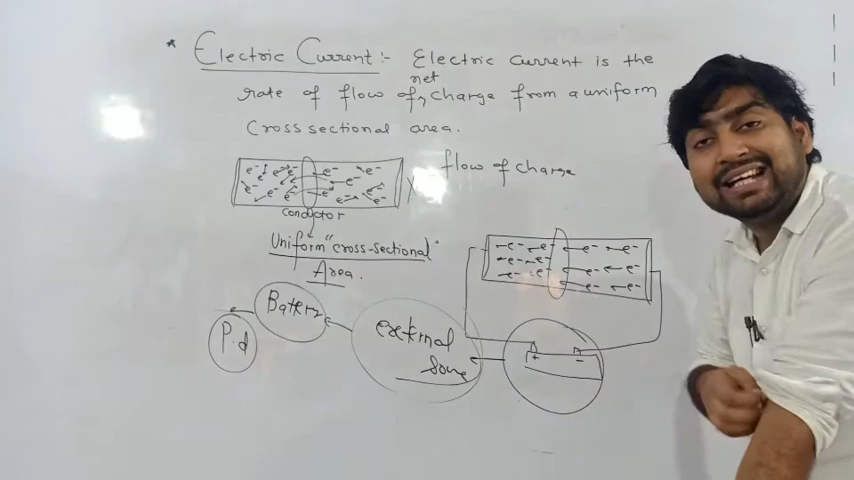 * Electric Current :- Electric current is the
rate of flow of net charge from a uniform
Cross sectional area.
flow of charge
conductor
Uniform "cross-sectional"
Area.
Battery
P.d
external
e-
+ -